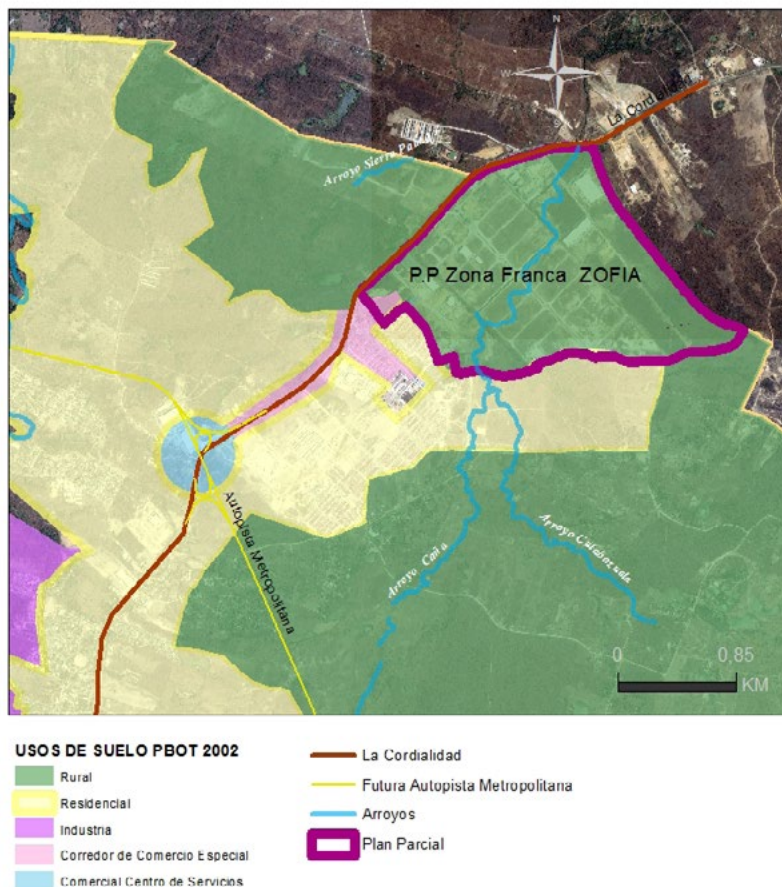 N
W
La Cordialidad
Arroyo Sierra
P.P Zona Franca ZOFIA
Autopista Metropolitana
Arroyo Caña
Arroyo
0 0,85
KM
USOS DE SUELO PBOT 2002
Rural
Residencial
Industria
Corredor de Comercio Especial
Comercial Centro de Servicios
La Cordialidad
Futura Autopista Metropolitana
Arroyos
Plan Parcial